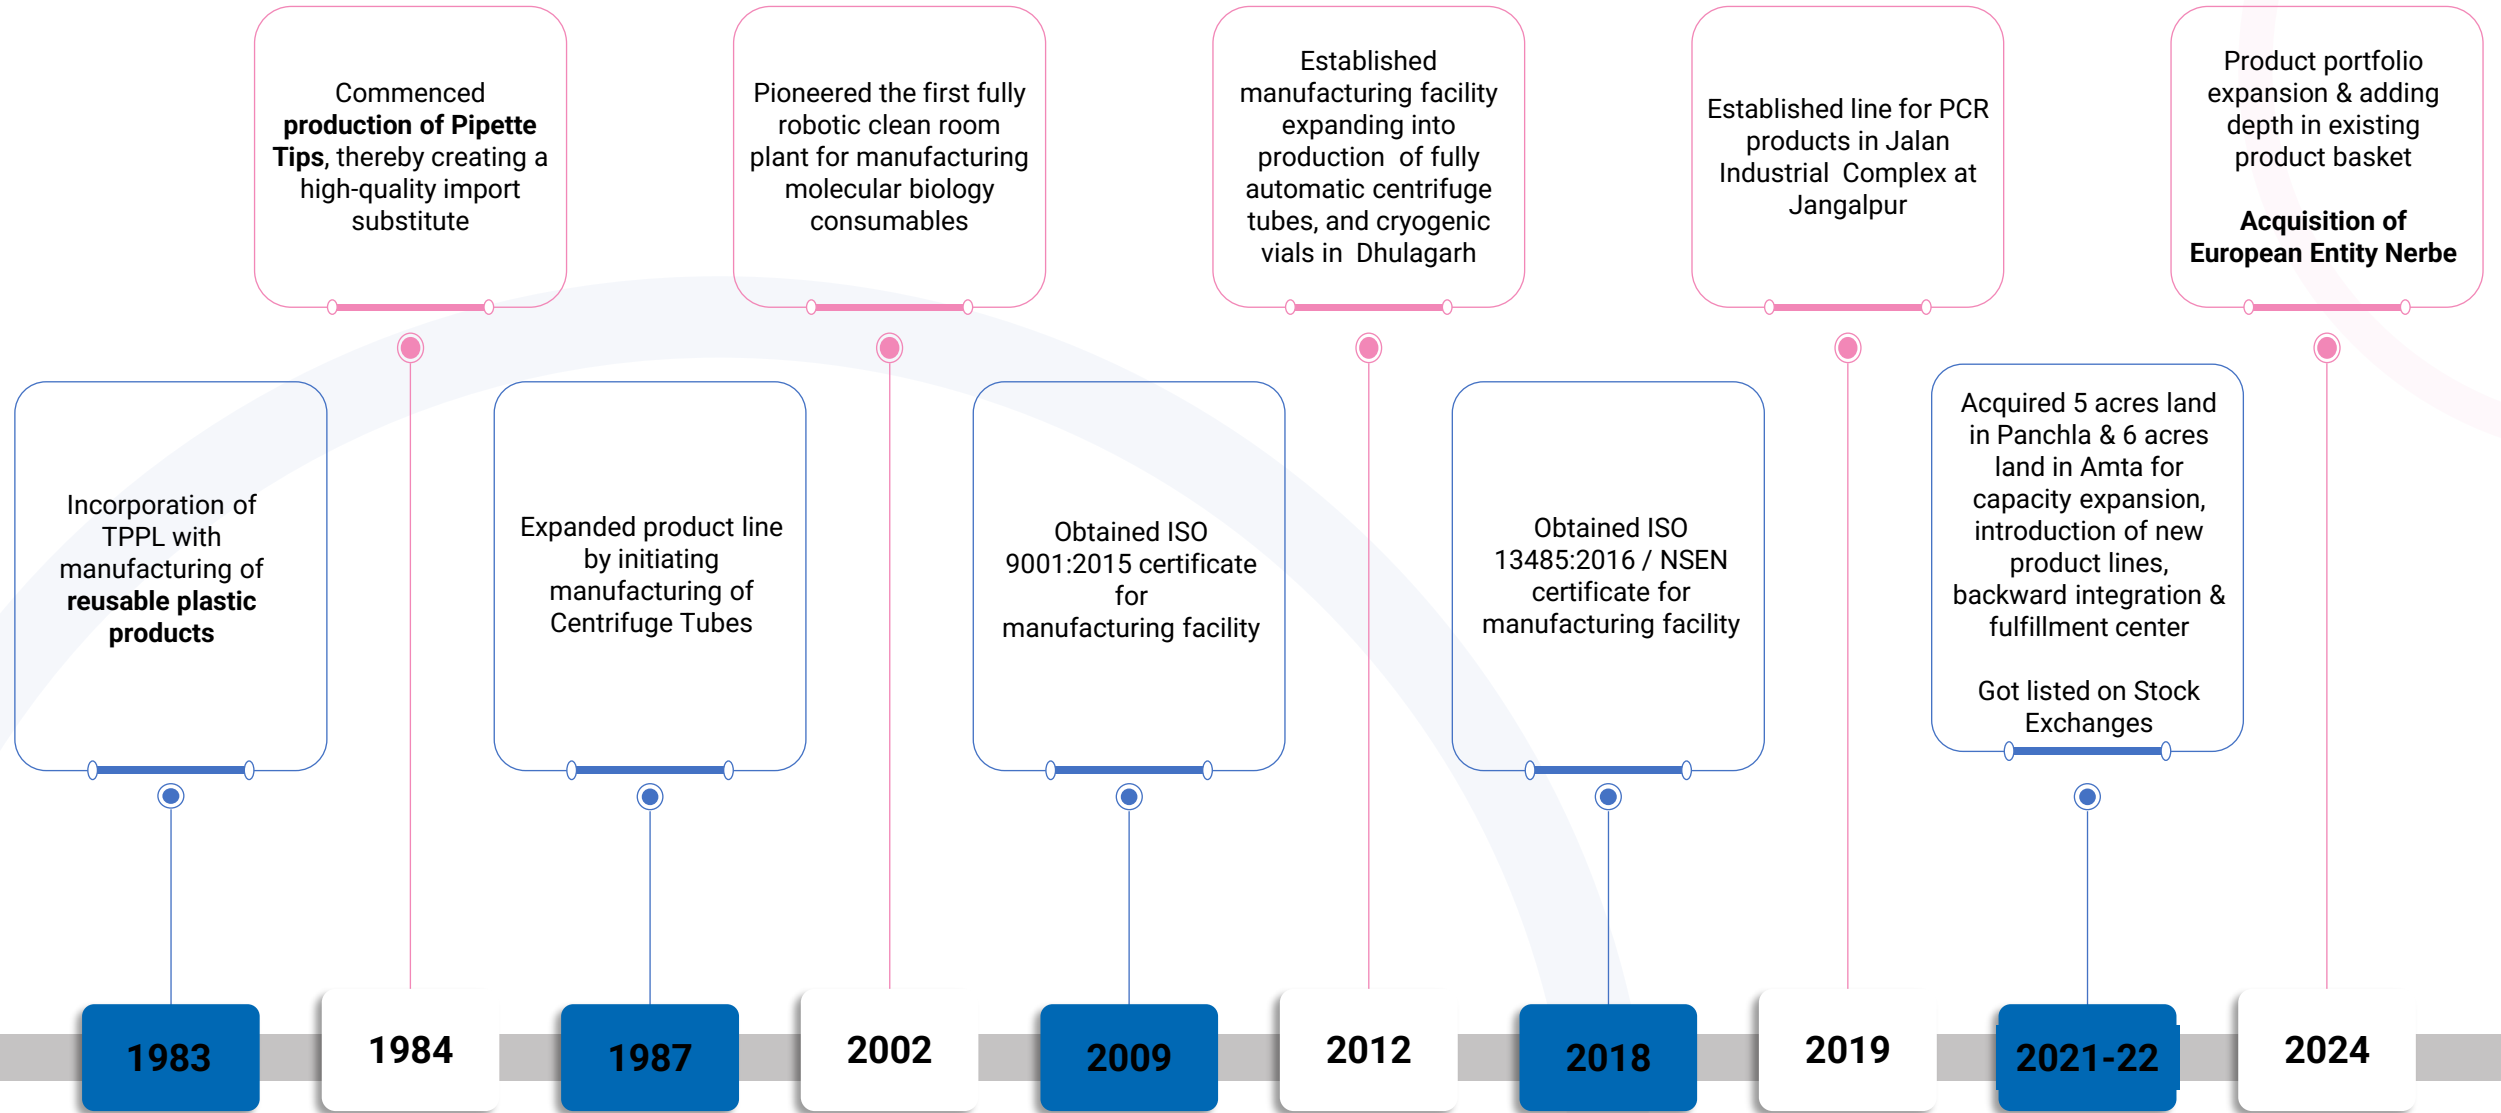 Commenced
production of Pipette
Tips, thereby creating a
high-quality import
substitute
Pioneered the first fully
robotic clean room
plant for manufacturing
molecular biology
consumables
Established
manufacturing facility
expanding into
production of fully
automatic centrifuge
tubes, and cryogenic
vials in Dhulagarh
Established line for PCR
products in Jalan
Industrial Complex at
Jangalpur
Product portfolio
expansion & adding
depth in existing
product basket
Acquisition of
European Entity Nerbe
Incorporation of
TPPL with
manufacturing of
reusable plastic
products
Expanded product line
by initiating
manufacturing of
Centrifuge Tubes
Obtained ISO
9001:2015 certificate
for
manufacturing facility
Obtained ISO
13485:2016 / NSEN
certificate for
manufacturing facility
Acquired 5 acres land
in Panchla & 6 acres
land in Amta for
capacity expansion,
introduction of new
product lines,
backward integration &
fulfillment center
Got listed on Stock
Exchanges
1983
1984
1987
2002
2009
2012
2018
2019
2021-22
2024